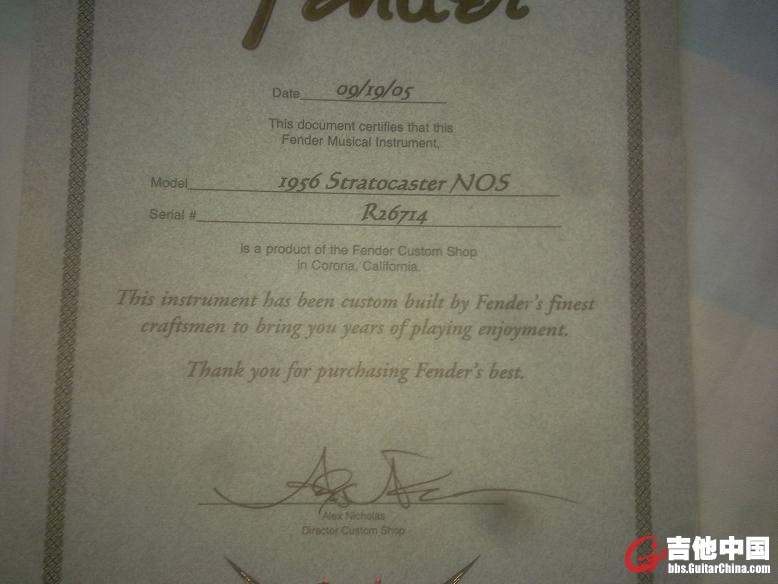 Fender
Date 09/19/05
This document certifies that this
Fender Musical Instrument,
Model 1956 Stratocaster NOS
Serial # R26714
is a product of the Fender Custom Shop
in Corona, California.
This instrument has been custom built by Fender's finest
craftsmen to bring you years of playing enjoyment.
Thank you for purchasing Fender's best.
Alex Nicholas
Director Custom Shop
吉他中国
bbs.GuitarChina.com